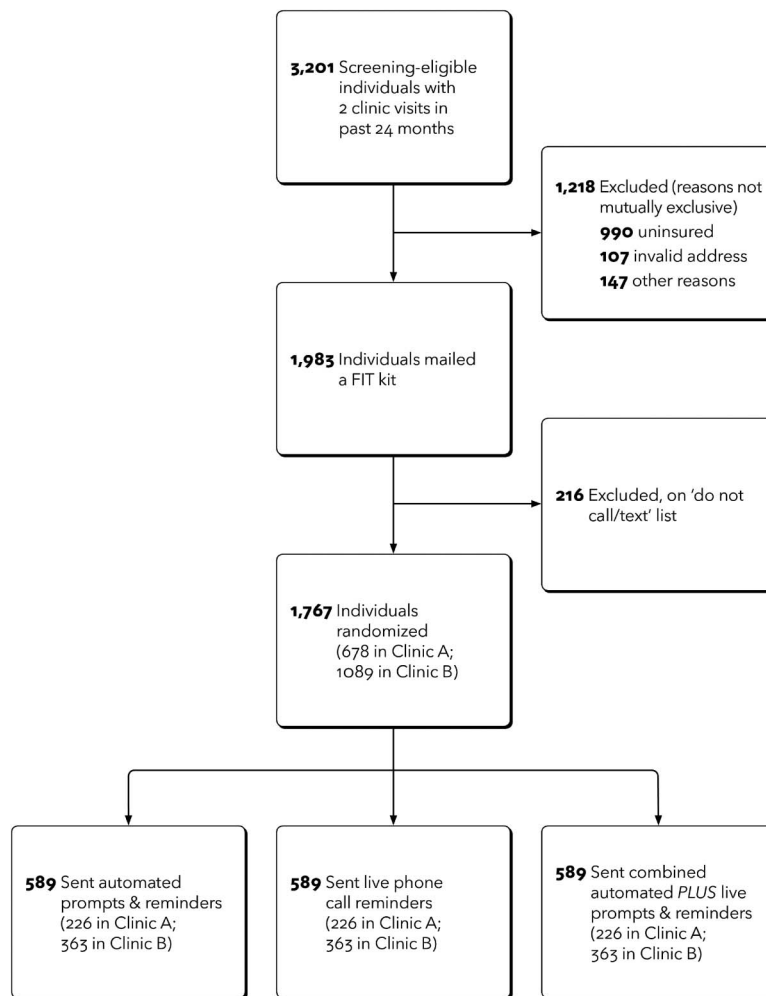 3,201 Screening-eligible
individuals with
2 clinic visits in
past 24 months
1,218 Excluded (reasons not
mutually exclusive)
990 uninsured
107 invalid address
147 other reasons
1,983 Individuals mailed
a FIT kit
216 Excluded, on ‘do not
call/text’ list
1,767 Individuals
randomized
(678 in Clinic A;
1089 in Clinic B)
589 Sent automated
prompts & reminders
(226 in Clinic A;
363 in Clinic B)
589 Sent live phone
call reminders
(226 in Clinic A;
363 in Clinic B)
589 Sent combined
automated PLUS live
prompts & reminders
(226 in Clinic A;
363 in Clinic B)